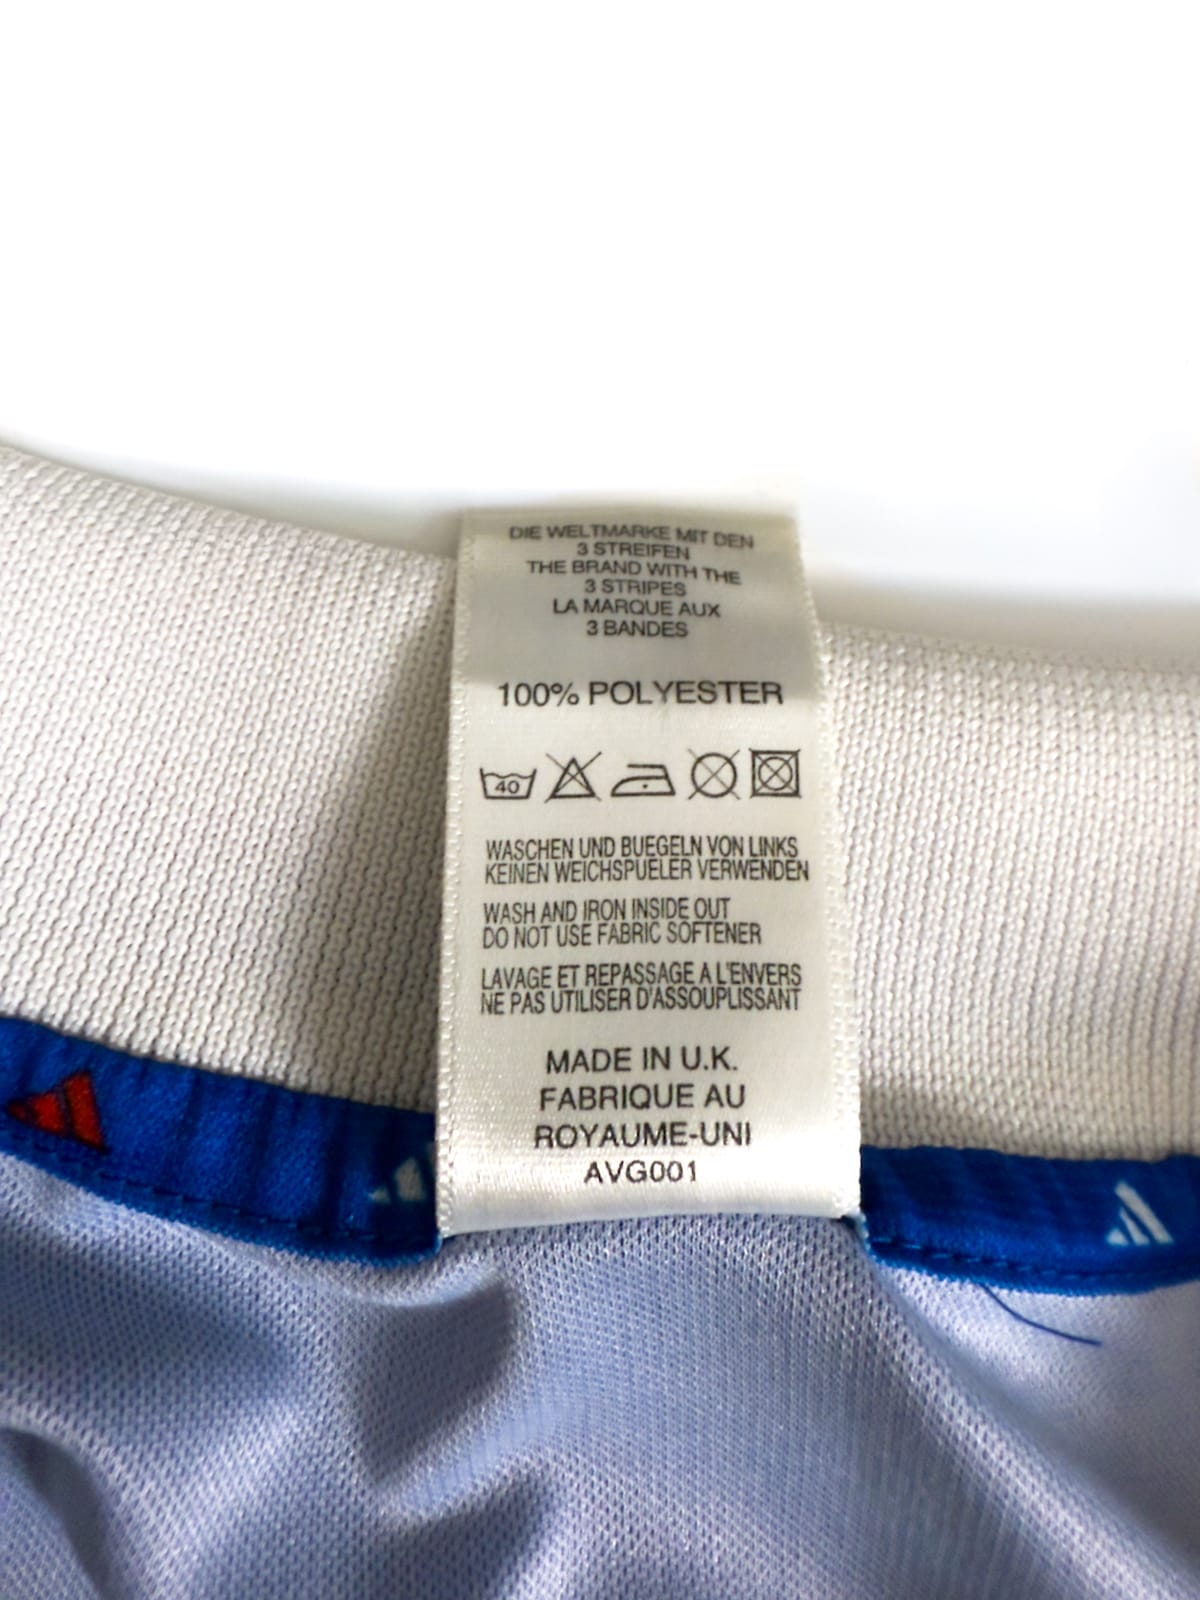 DIE WELTMARKE MIT DEN
3 STREIFEN
THE BRAND WITH THE
3 STRIPES
LA MARQUE AUX
3 BANDES
100% POLYESTER
40
WASCHEN UND BUEGELN VON LINKS
KEINEN WEICHSPUELER VERWENDEN
WASH AND IRON INSIDE OUT
DO NOT USE FABRIC SOFTENER
LAVAGE ET REPASSAGE A L'ENVERS
NE PAS UTILISER D'ASSOUPLISSANT
MADE IN U.K.
FABRIQUE AU
ROYAUME-UNI
AVG001